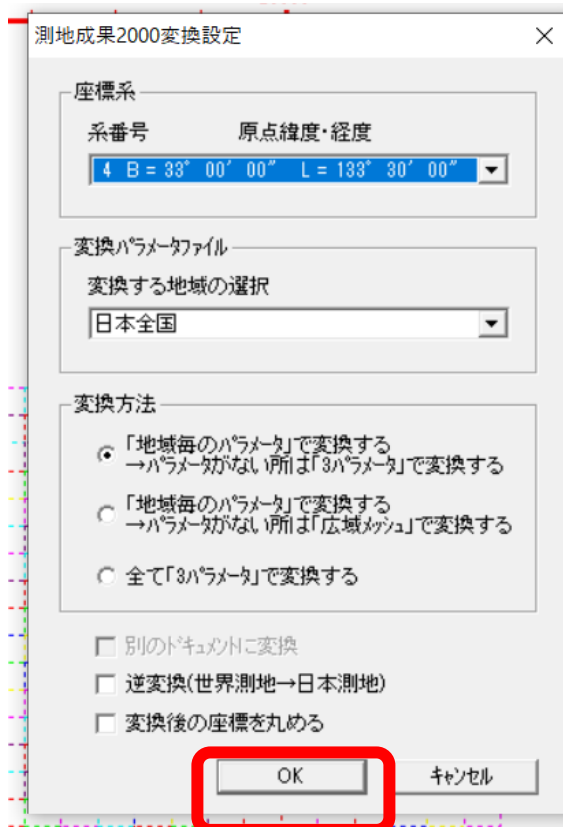 測地成果2000変換設定
座標系
系番号 原点緯度・経度
4 B = 33° 00′ 00″ L = 133° 30′ 00″
変換パラメータファイル
変換する地域の選択
日本全国
変換方法
「地域毎のパラメータ」で変換する
→パラメータがない所は「3パラメータ」で変換する
「地域毎のパラメータ」で変換する
→パラメータがない所は「広域メッシュ」で変換する
全て「3パラメータ」で変換する
別のドキュメントに変換
逆変換(世界測地→日本測地)
変換後の座標を丸める
OK キャンセル